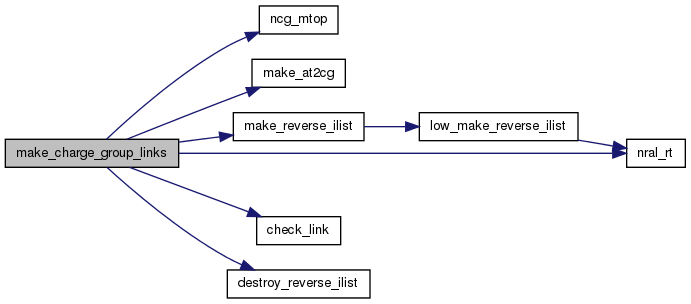 ncg_mtop
make_at2cg
make_reverse_ilist
low_make_reverse_ilist
make_charge_group_links
nral_rt
check_link
destroy_reverse_ilist